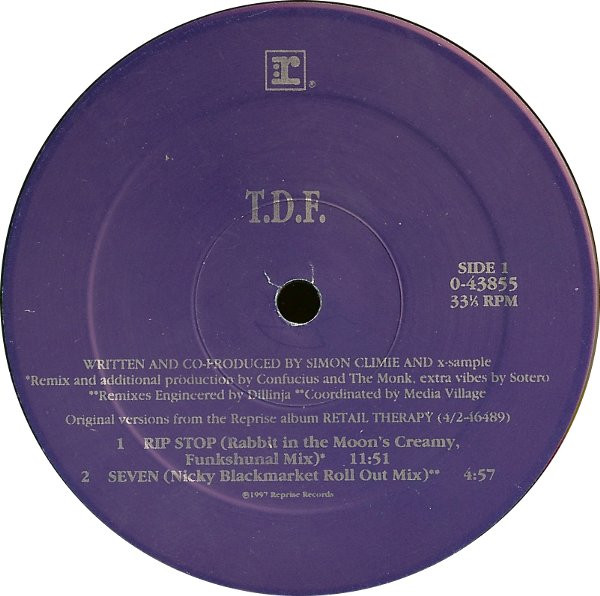 r
®
T.D.F.
SIDE 1
0-43855
33⅓ RPM
WRITTEN AND CO-PRODUCED BY SIMON CLIMIE AND x-sample
*Remix and additional production by Confucius and The Monk, extra vibes by Sotero
**Remixes Engineered by Dillinja **Coordinated by Media Village
Original versions from the Reprise album RETAIL THERAPY (4/2-46489)
1 RIP STOP (Rabbit in the Moon's Creamy,
Funkshunal Mix)* 11:51
2 SEVEN (Nicky Blackmarket Roll Out Mix)** 4:57
℗1997 Reprise Records